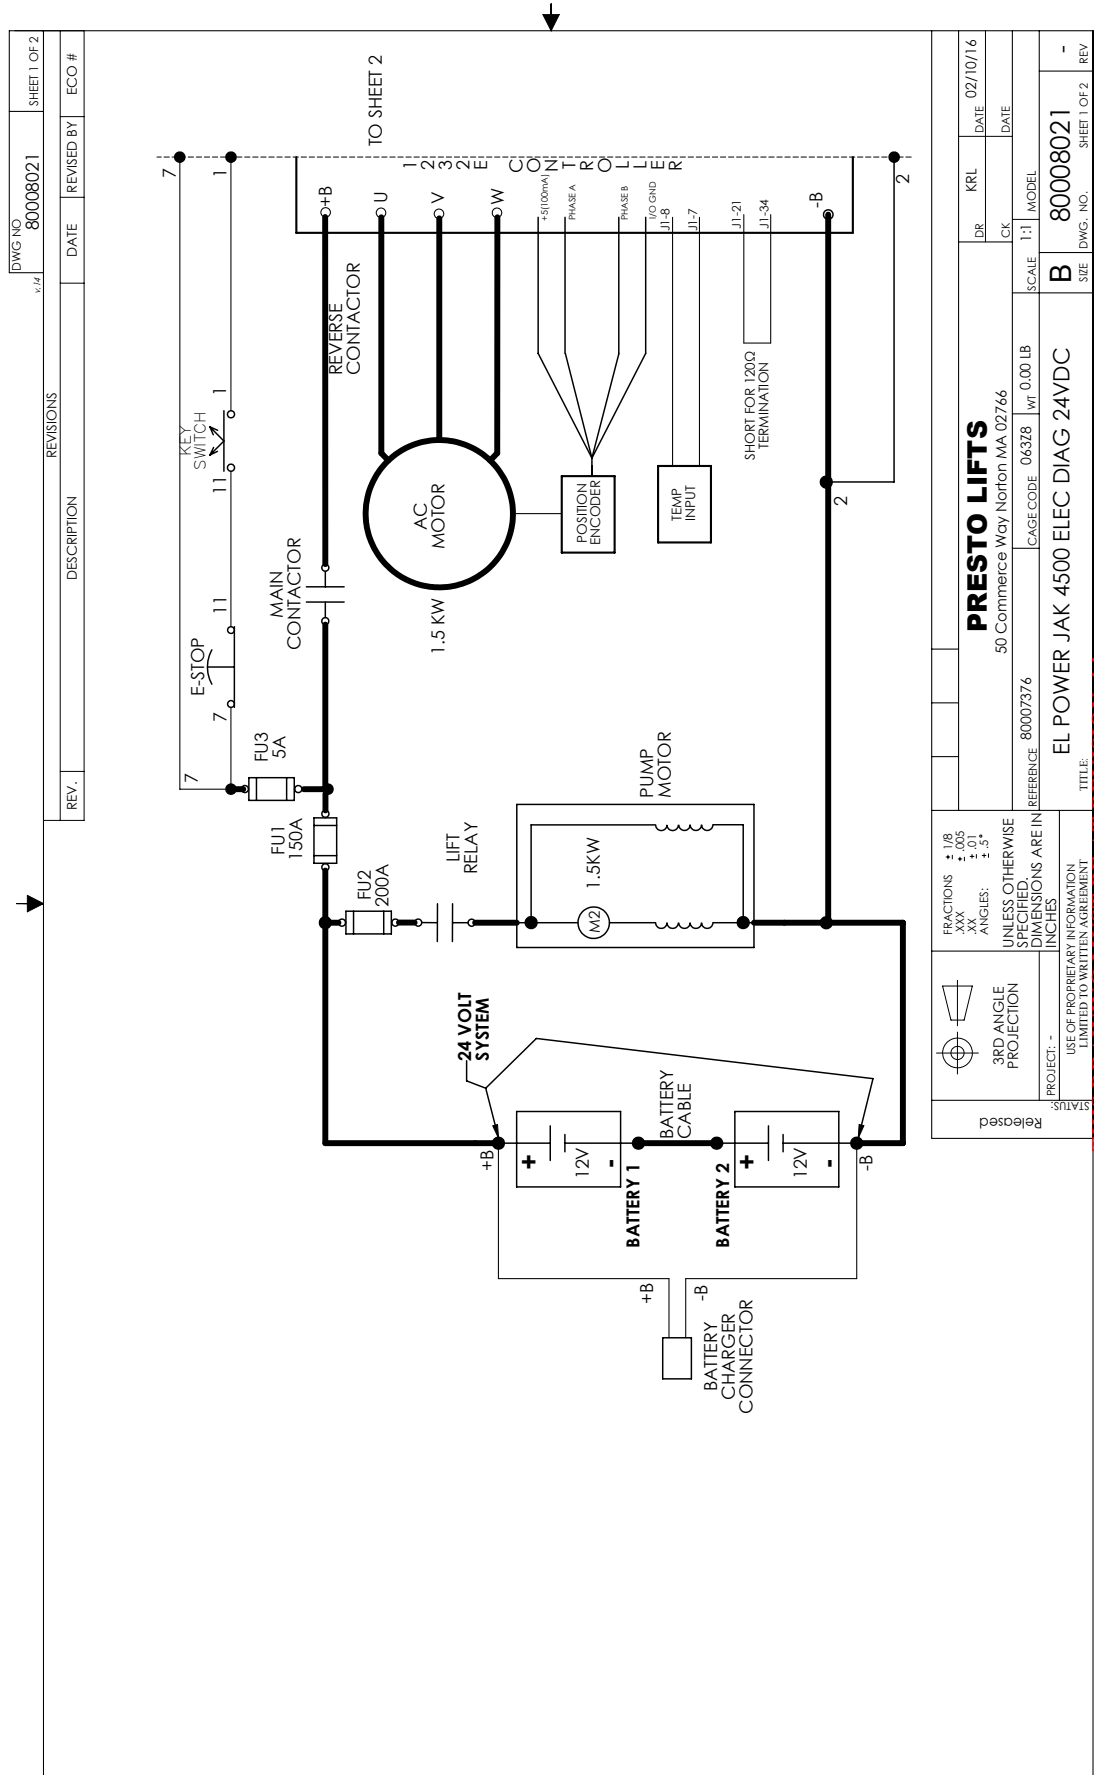 DWG NO
80008021
SHEET 1 OF 2
v.14
REVISIONS
REV.
DESCRIPTION
DATE
REVISED BY
ECO #
7
7
1
E-STOP
7
11
KEY
SWITCH
11
1
FU3
5A
TO SHEET 2
FU1
150A
MAIN
CONTACTOR
REVERSE
CONTACTOR
+B
U
V
W
1232E CONTROLLER
+5(100mA)
PHASE A
PHASE B
I/O GND
J1-8
J1-7
J1-21
J1-34
-B
FU2
200A
LIFT
RELAY
AC
MOTOR
1.5 KW
POSITION
ENCODER
TEMP
INPUT
SHORT FOR 120Ω
TERMINATION
PUMP
MOTOR
M2
1.5KW
2
2
24 VOLT
SYSTEM
+B
+
12V
-
BATTERY 1
BATTERY
CABLE
BATTERY 2
+
12V
-
-B
+B
-B
BATTERY
CHARGER
CONNECTOR
Released
STATUS:
3RD ANGLE
PROJECTION
PROJECT: -
FRACTIONS ± 1/8
.XXX ± .005
.XX ± .01
ANGLES: ± .5°
UNLESS OTHERWISE
SPECIFIED.
DIMENSIONS ARE IN
INCHES
USE OF PROPRIETARY INFORMATION
LIMITED TO WRITTEN AGREEMENT
PRESTO LIFTS
50 Commerce Way Norton MA 02766
DR
KRL
DATE 02/10/16
CK
DATE
REFERENCE 80007376
CAGE CODE 063Z8
WT 0.00 LB
SCALE 1:1
MODEL
TITLE:
EL POWER JAK 4500 ELEC DIAG 24VDC
B
SIZE
80008021
DWG. NO.
SHEET 1 OF 2
-
REV